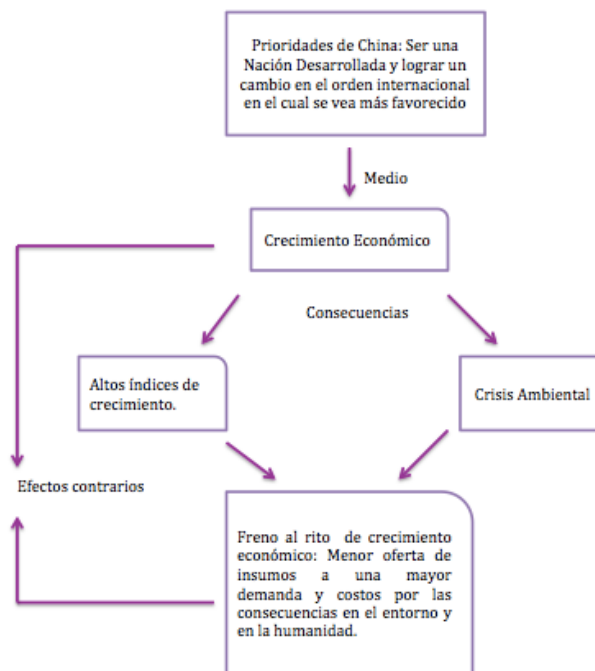 Prioridades de China: Ser una
Nación Desarrollada y lograr un
cambio en el orden internacional
en el cual se vea más favorecido
Medio
Crecimiento Económico
Consecuencias
Altos índices de
crecimiento.
Crisis Ambiental
Efectos contrarios
Freno al rito de crecimiento
económico: Menor oferta de
insumos a una mayor
demanda y costos por las
consecuencias en el entorno y
en la humanidad.